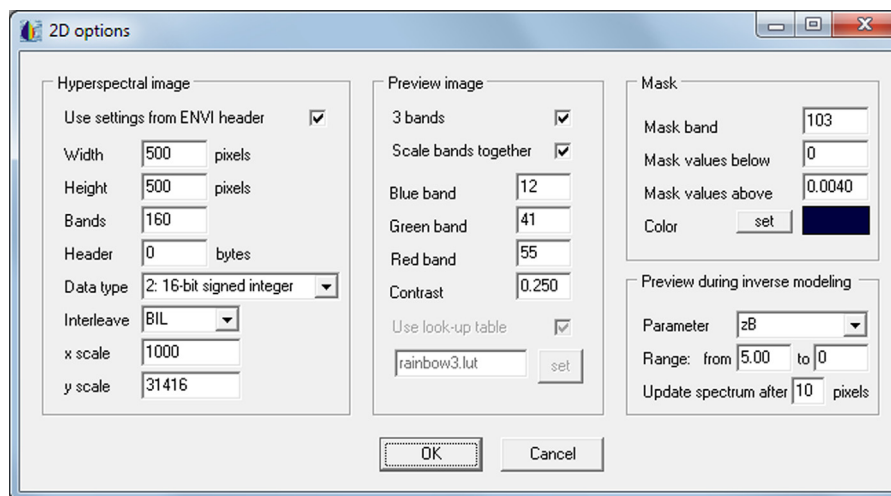 2D options
Hyperspectral image
Use settings from ENVI header
Width 500 pixels
Height 500 pixels
Bands 160
Header 0 bytes
Data type 2: 16-bit signed integer
Interleave BIL
x scale 1000
y scale 31416
Preview image
3 bands
Scale bands together
Blue band 12
Green band 41
Red band 55
Contrast 0.250
Use look-up table
rainbow3.lut set
Mask
Mask band 103
Mask values below 0
Mask values above 0.0040
Color set
Preview during inverse modeling
Parameter zB
Range: from 5.00 to 0
Update spectrum after 10 pixels
OK Cancel